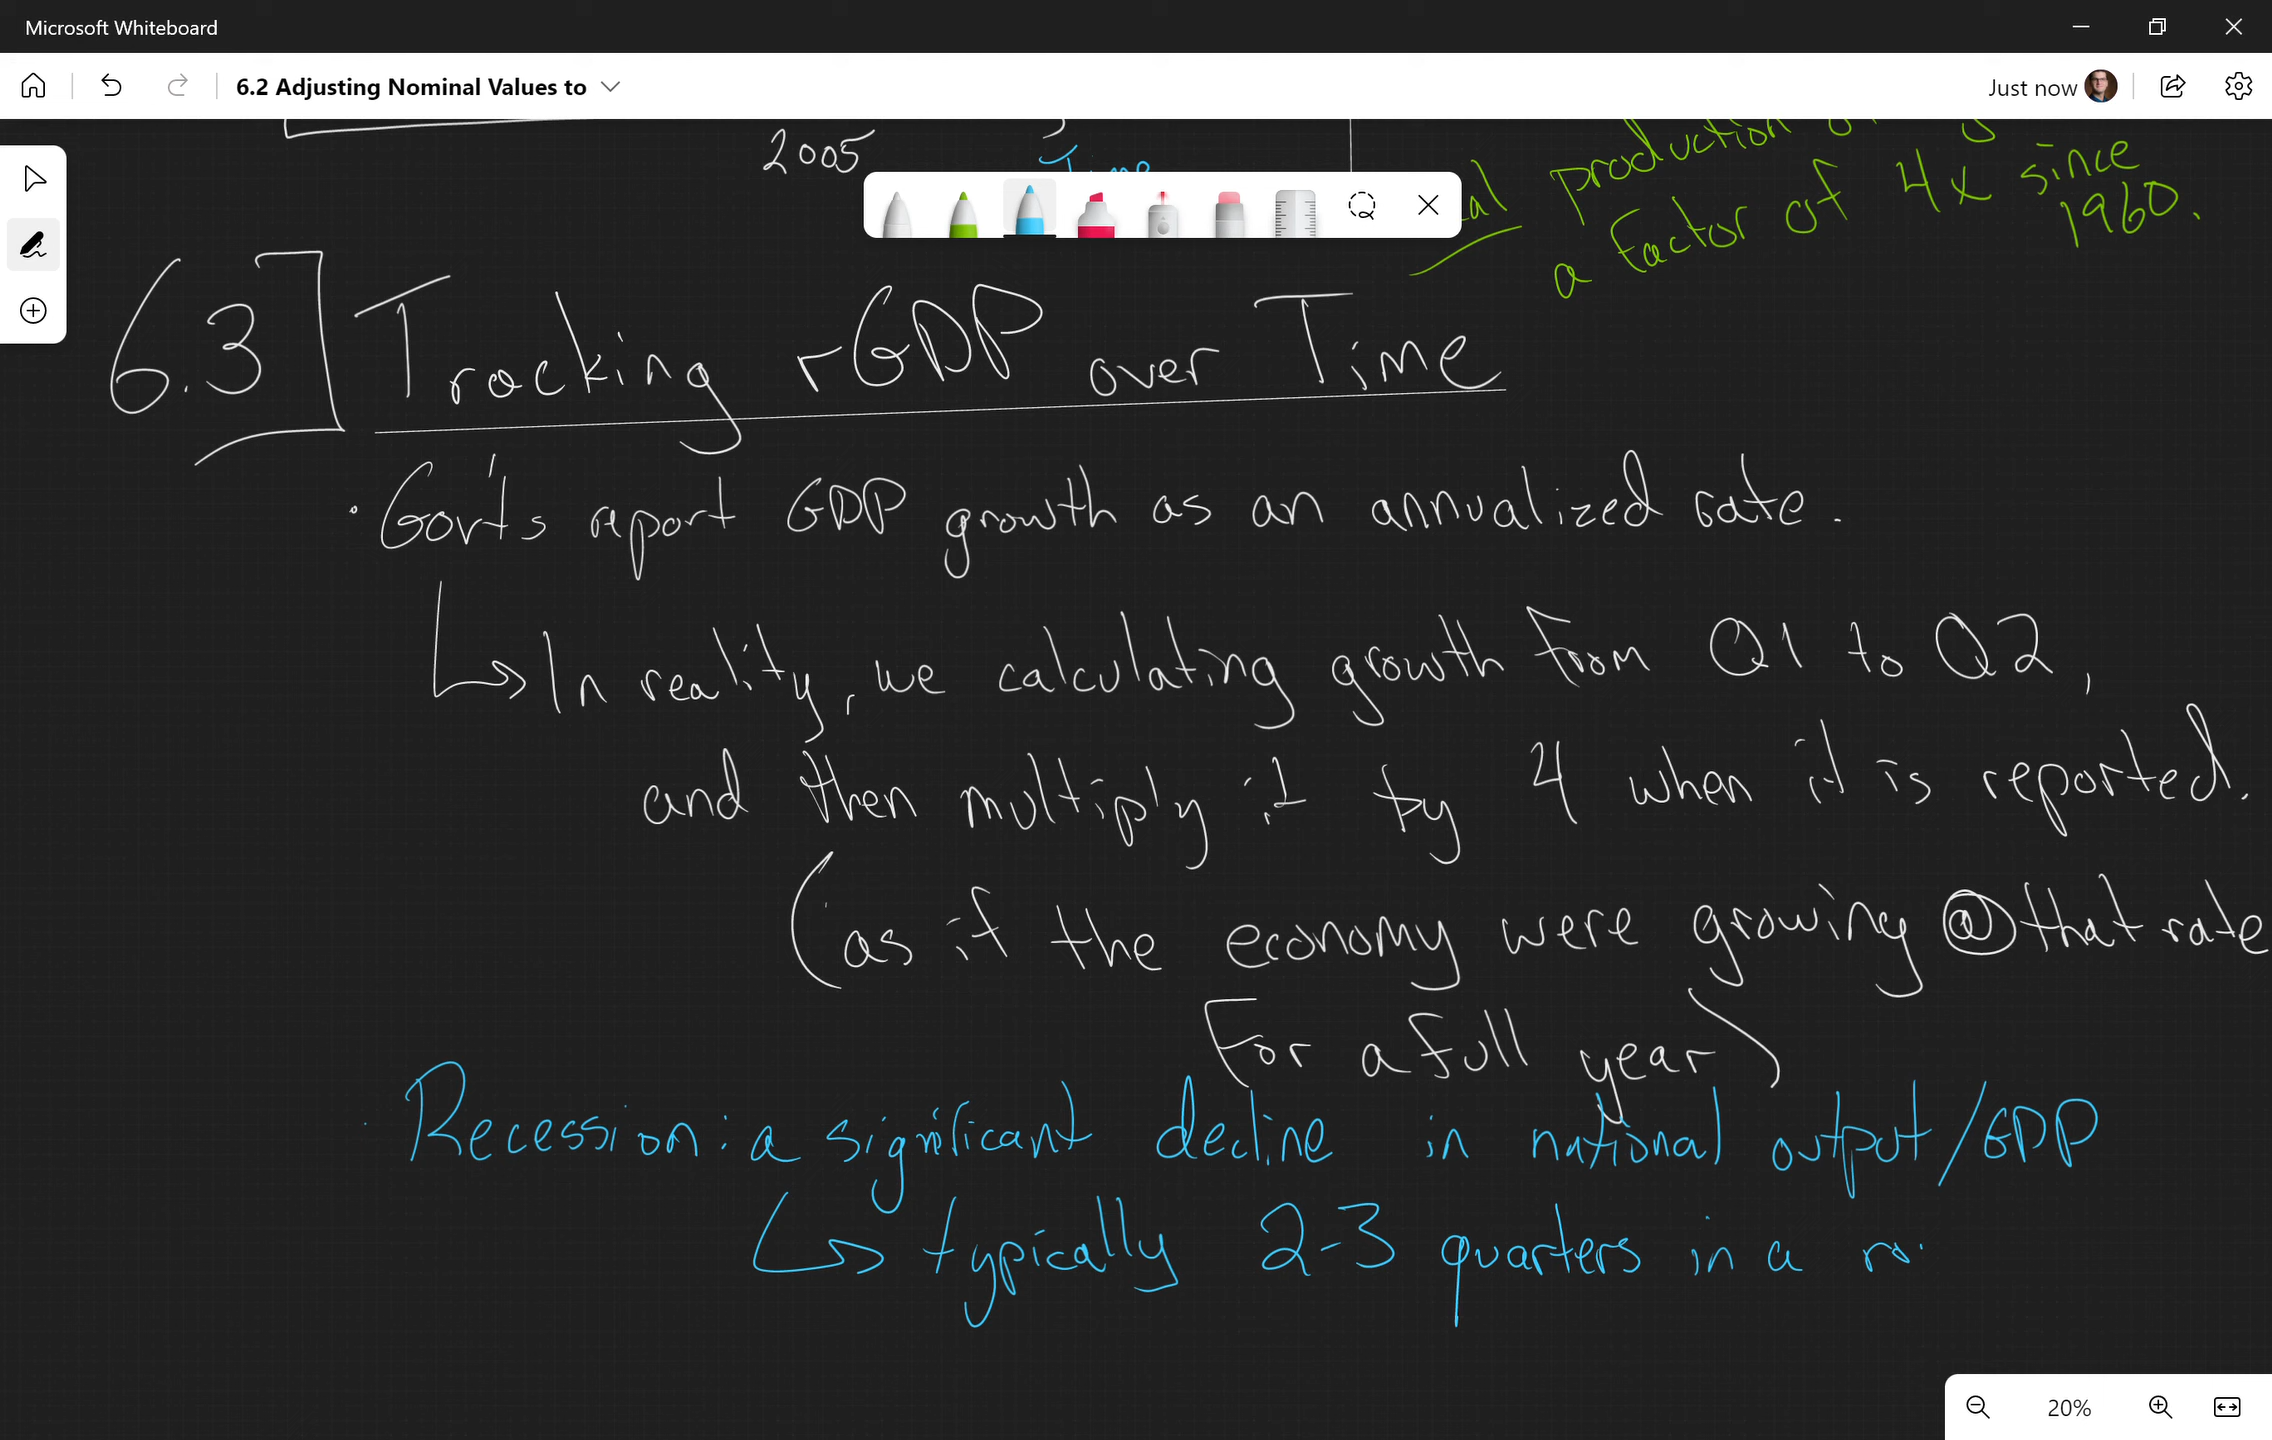 Microsoft Whiteboard
6.2 Adjusting Nominal Values to
Just now
2005
production
a factor of 4x since
1960.
6.3] Tracking rGDP over Time
· Gov't's report GDP growth as an annualized rate.
↳ In reality, we calculating growth from Q1 to Q2,
and then multiply it by 4 when it is reported.
(as if the economy were growing @ that rate
for a full year)
· Recession: a significant decline in national output/GDP
↳ typically 2-3 quarters in a ro
20%